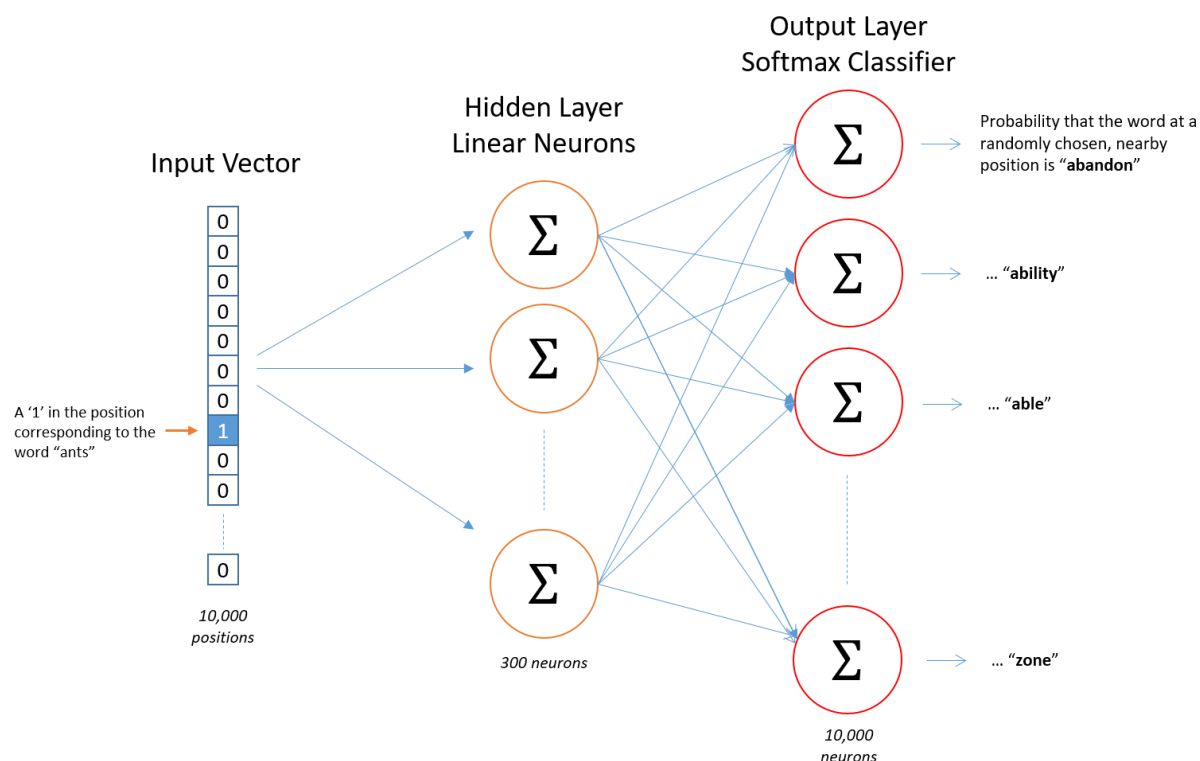 Output Layer
Softmax Classifier
Hidden Layer
Linear Neurons
Input Vector
0
0
0
0
0
0
0
1
0
0
0
A ‘1’ in the position
corresponding to the
word “ants”
10,000
positions
Σ
Σ
Σ
300 neurons
Σ
Σ
Σ
Σ
10,000
neurons
Probability that the word at a
randomly chosen, nearby
position is “abandon”
… “ability”
… “able”
… “zone”